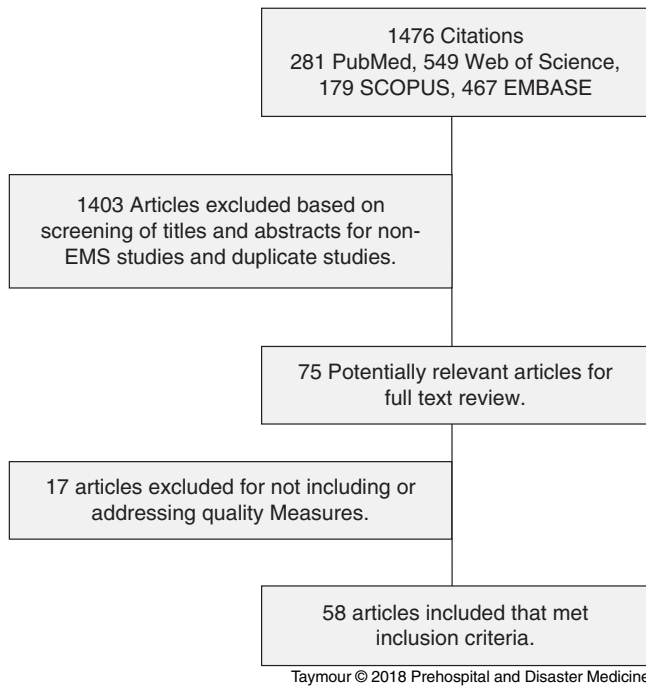 1476 Citations
281 PubMed, 549 Web of Science,
179 SCOPUS, 467 EMBASE
1403 Articles excluded based on
screening of titles and abstracts for non-
EMS studies and duplicate studies.
75 Potentially relevant articles for
full text review.
17 articles excluded for not including or
addressing quality Measures.
58 articles included that met
inclusion criteria.
Taymour © 2018 Prehospital and Disaster Medicine